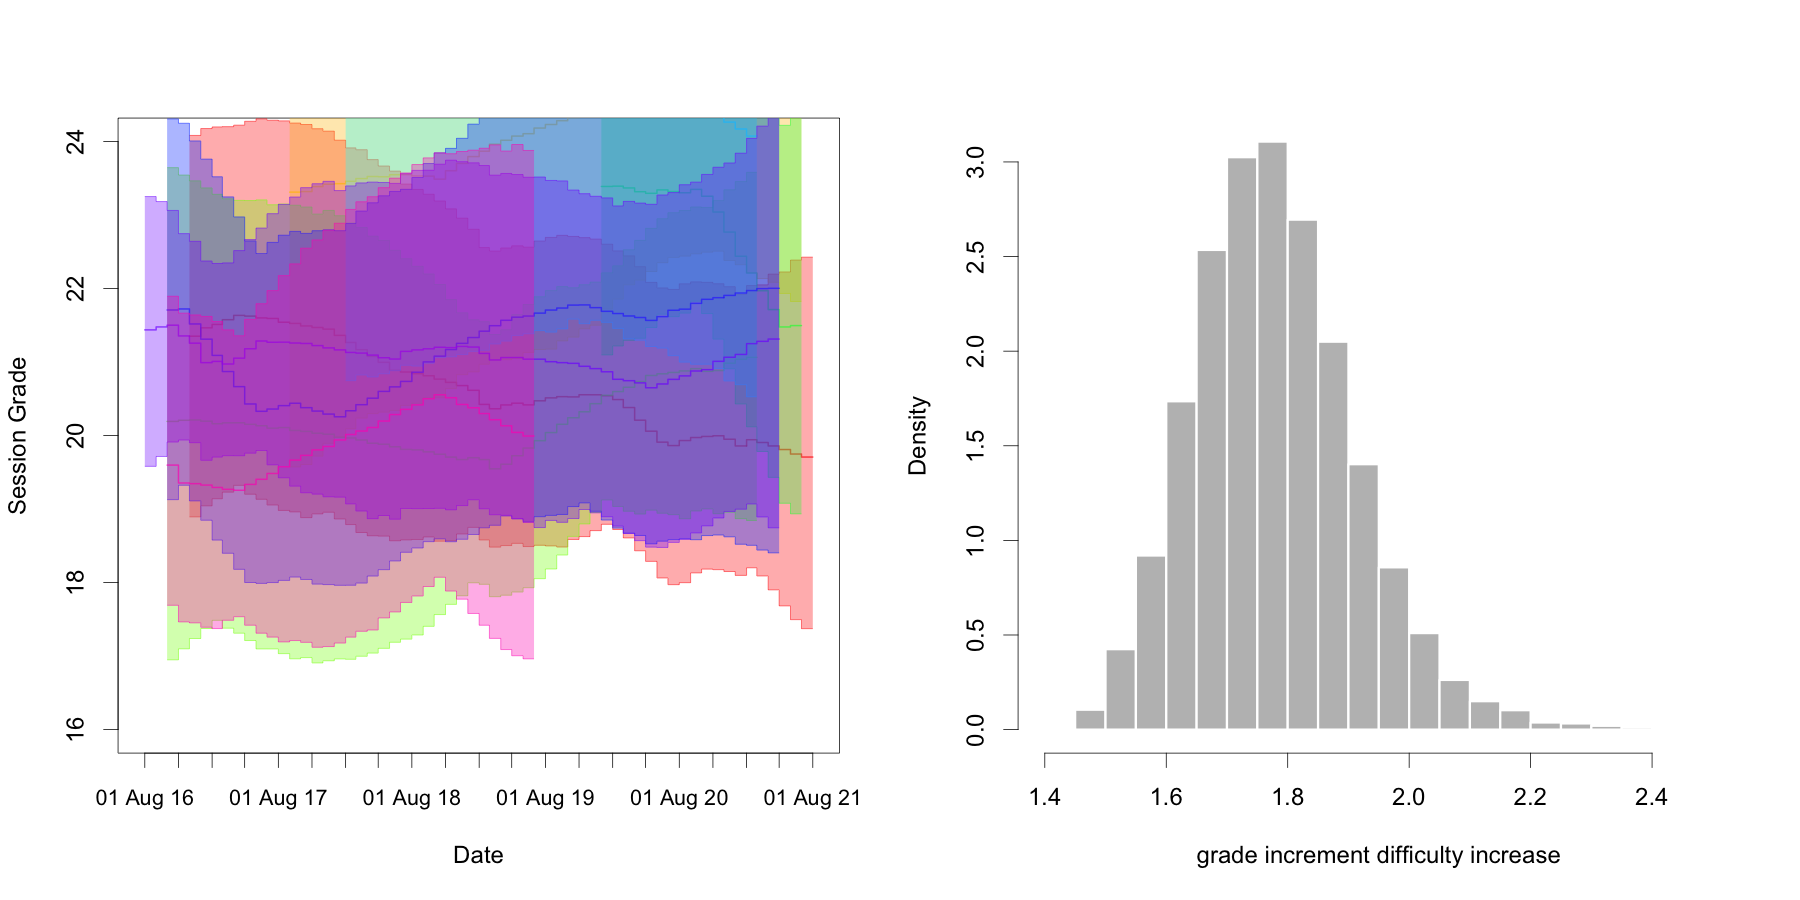 24
22
20
18
16
Session Grade
01 Aug 16 01 Aug 17 01 Aug 18 01 Aug 19 01 Aug 20 01 Aug 21
Date
3.0
2.5
2.0
1.5
1.0
0.5
0.0
Density
1.4 1.6 1.8 2.0 2.2 2.4
grade increment difficulty increase